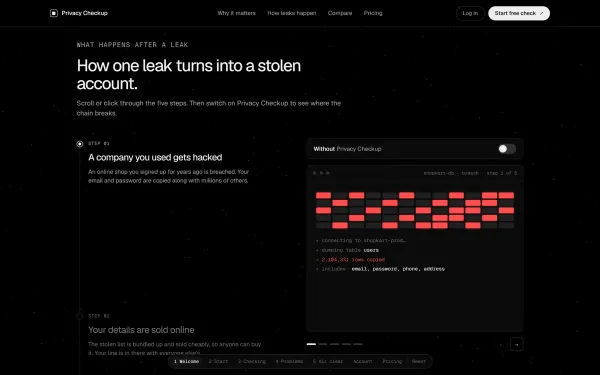 Privacy Checkup
Why it matters
How leaks happen
Compare
Pricing
Log in
Start free check ↗
WHAT HAPPENS AFTER A LEAK
How one leak turns into a stolen
account.
Scroll or click through the five steps. Then switch on Privacy Checkup to see where the
chain breaks.
STEP 01
A company you used gets hacked
An online shop you signed up for years ago is breached. Your
email and password are copied along with millions of others.
Without Privacy Checkup
step 1 of 5
connecting to shopkart-prod…
dumping table users
rows copied
includes: email, password, phone, address
STEP 02
Your details are sold online
The stolen list is bundled up and sold cheaply, so anyone can buy
it. Your line is in there with everyone else's.
1 Welcome
2 Start
3 Checking
4 Problems
5 All clear
Account
Pricing
Reset